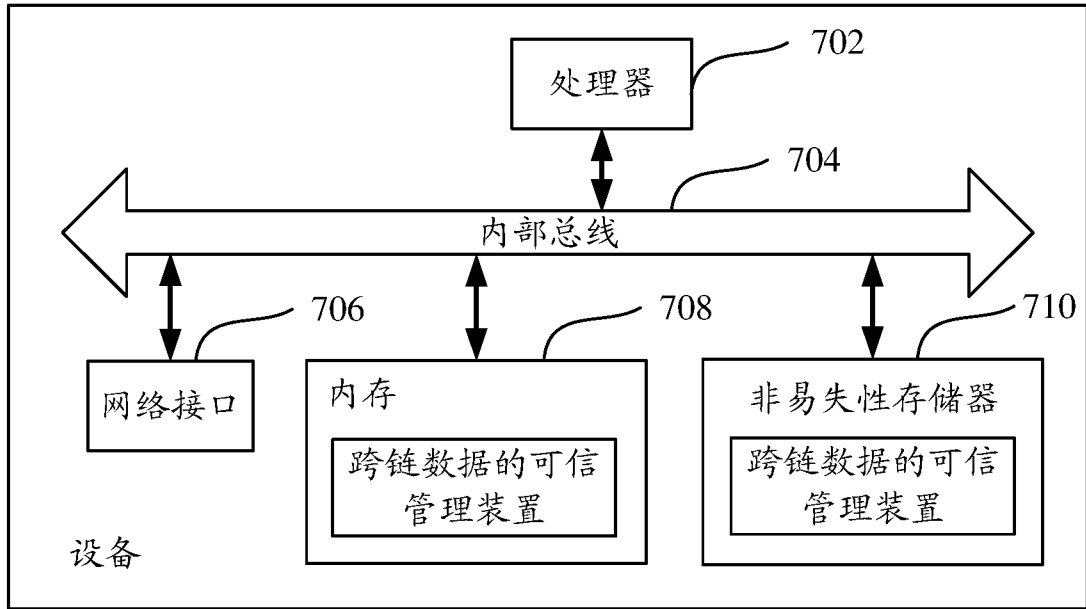 702
处理器
704
内部总线
706
708
710
网络接口
内存
非易失性存储器
跨链数据的可信
管理装置
跨链数据的可信
管理装置
设备